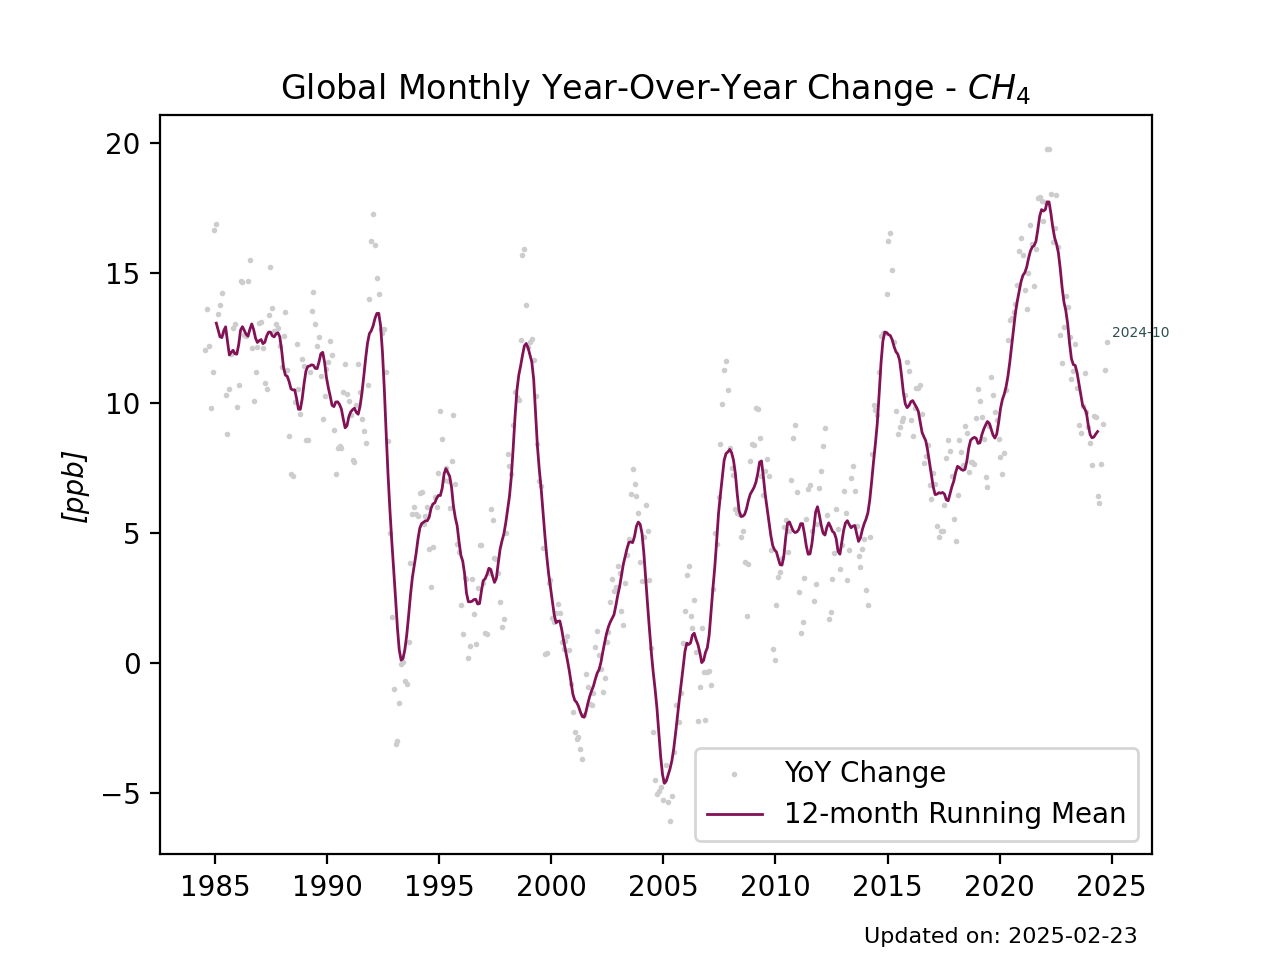 Global Monthly Year-Over-Year Change - CH₄
20
15
10
5
0
−5
[ppb]
2024-10
YoY Change
12-month Running Mean
1985 1990 1995 2000 2005 2010 2015 2020 2025
Updated on: 2025-02-23